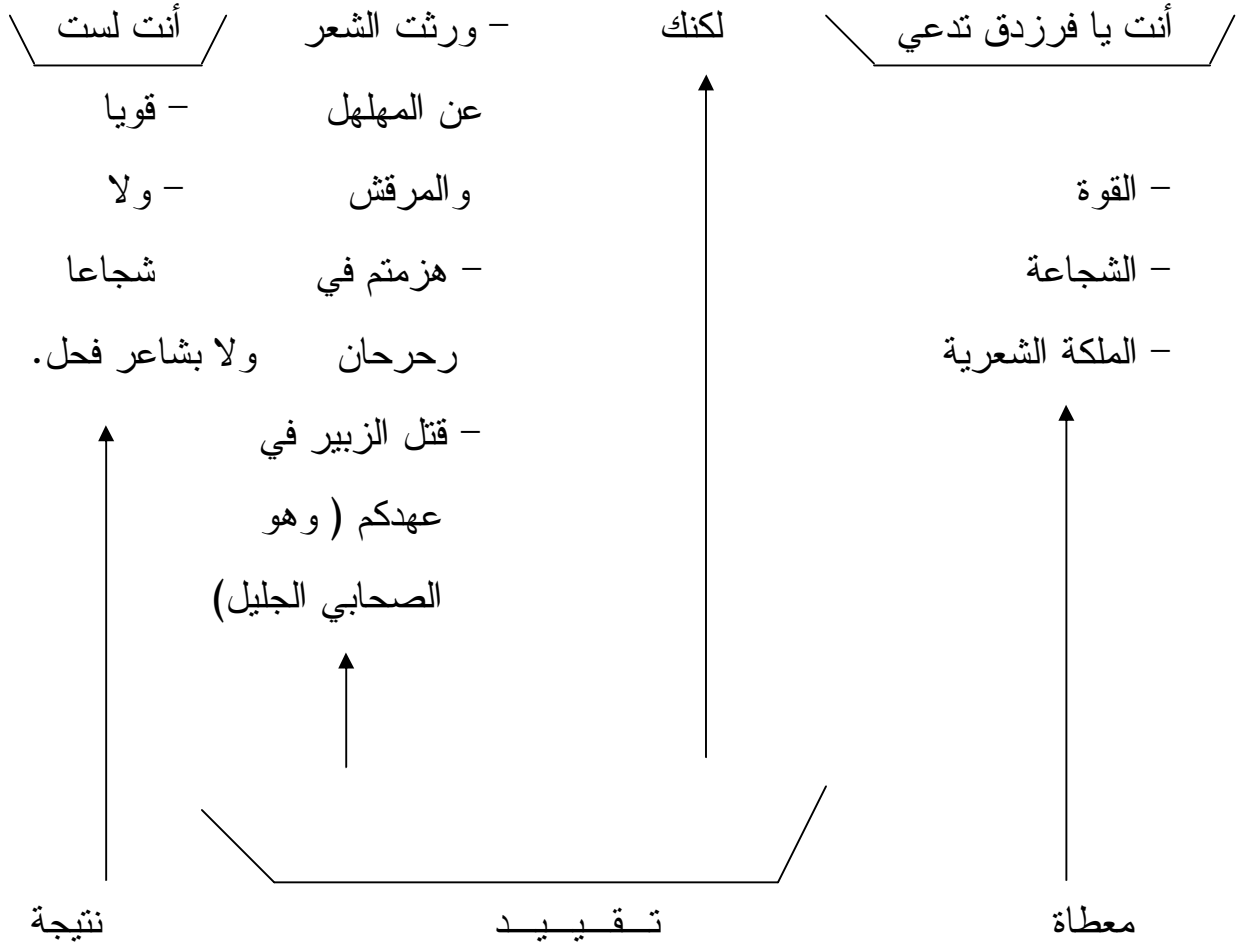 أنت يا فرزدق تدعي لكنك – ورثت الشعر أنت لست
عن المهلهل – قويا
– القوة والمرقش – ولا
– الشجاعة – هزمتم في شجاعا
– الملكة الشعرية رحرحان ولا بشاعر فحل.
– قتل الزبير في
عهدكم ( وهو
الصحابي الجليل)
معطاة تـقـيـيـد نتيجة